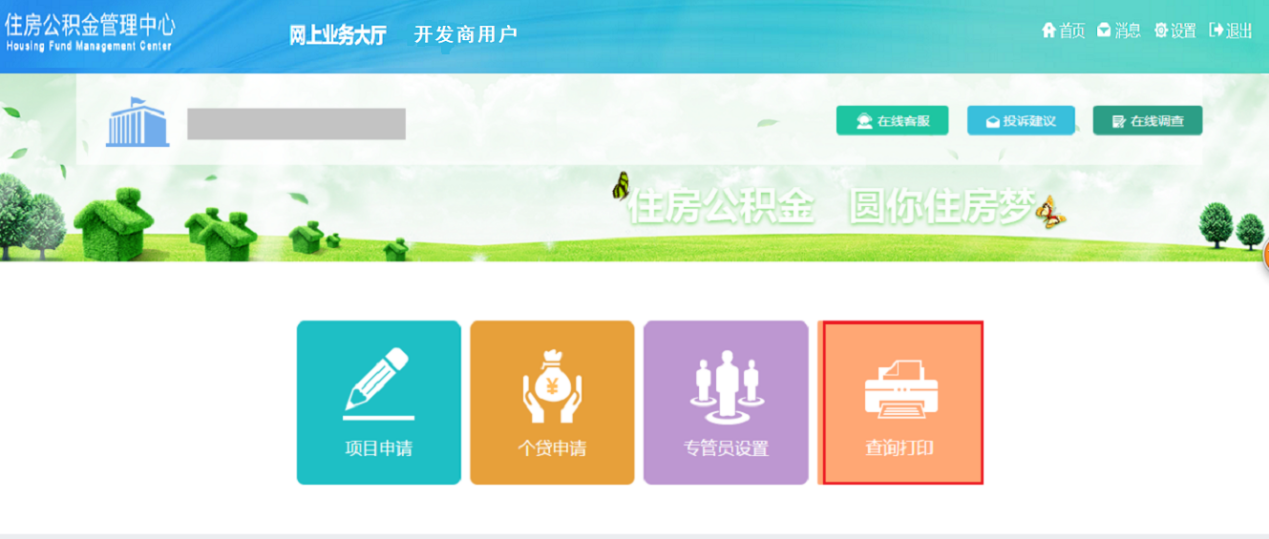 住房公积金管理中心
Housing Fund Management Center
网上业务大厅 开发商用户
首页 消息 设置 退出
在线客服 投诉建议 在线调查
住房公积金 圆你住房梦
项目申请 个贷申请 专管员设置 查询打印